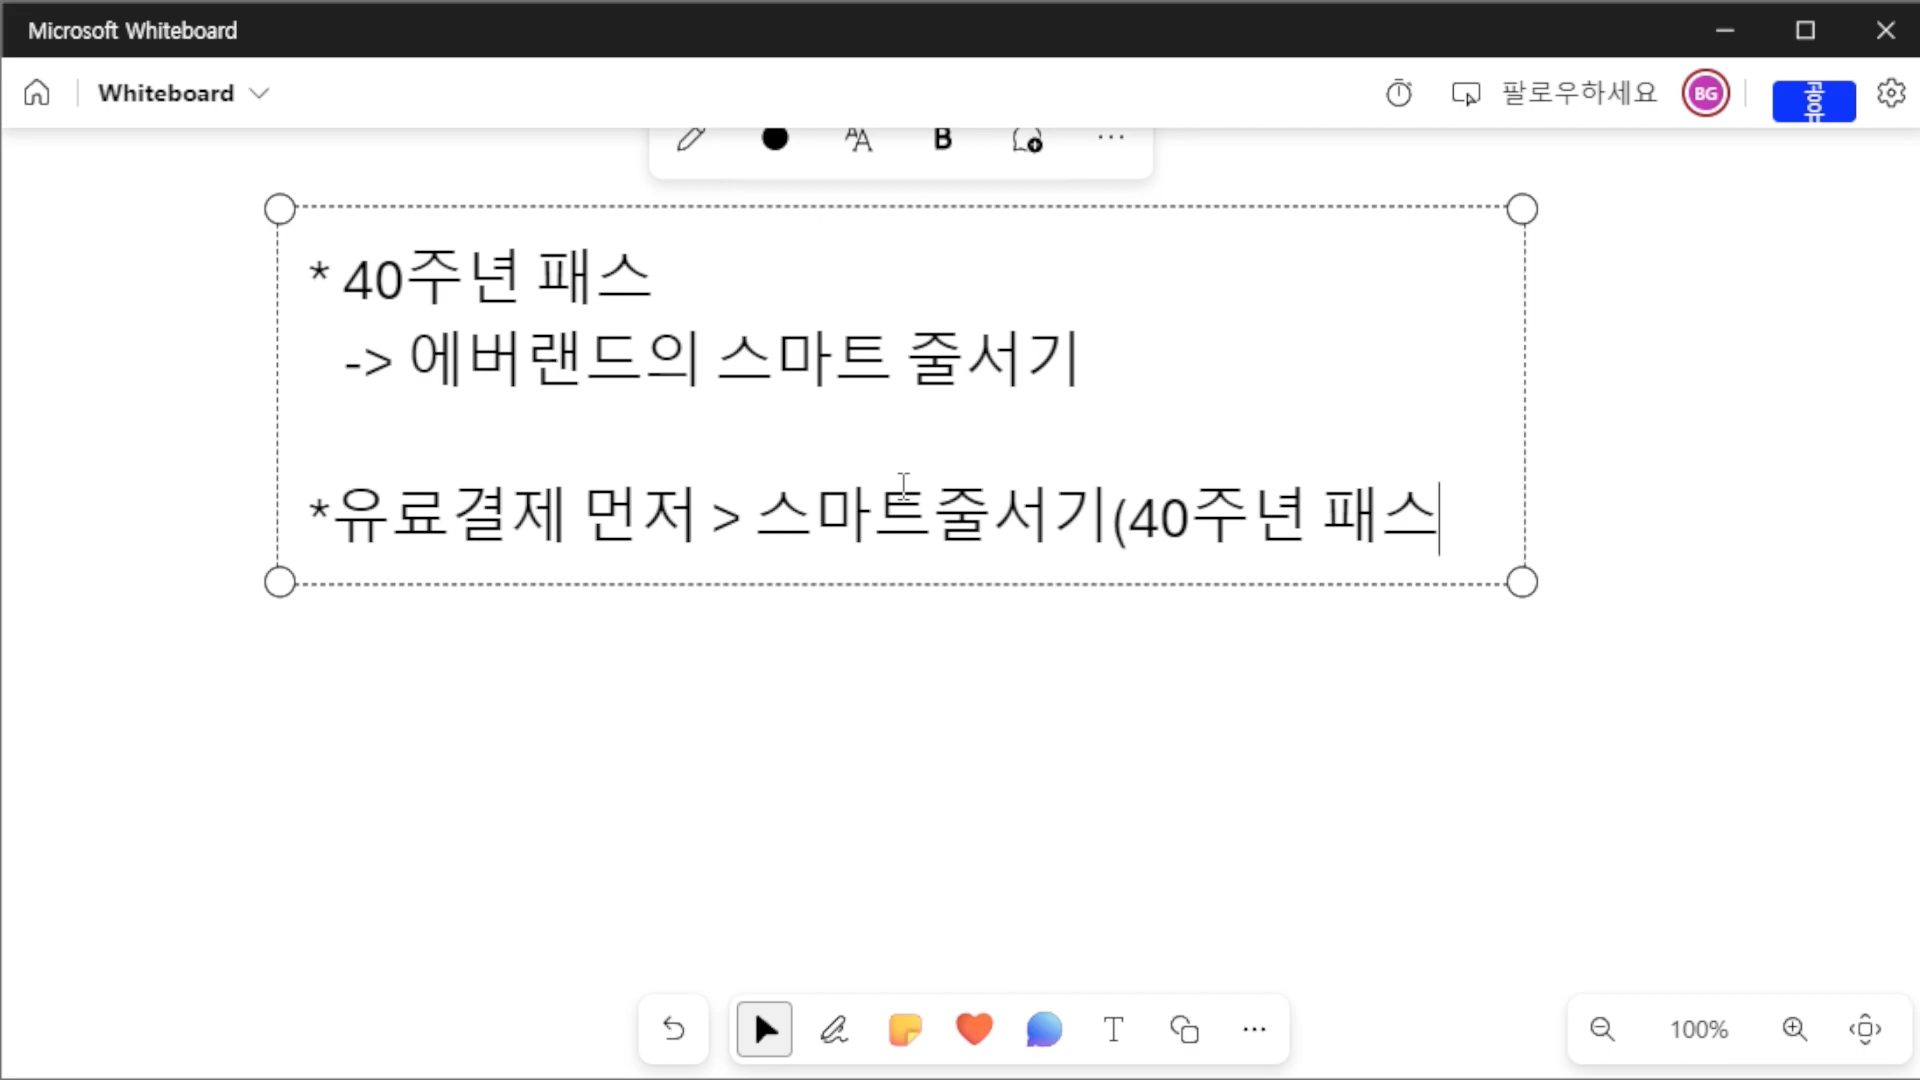 Microsoft Whiteboard
Whiteboard
팔로우하세요
BG
공유
B
* 40주년 패스
-> 에버랜드의 스마트 줄서기
*유료결제 먼저 > 스마트줄서기(40주년 패스
T
100%